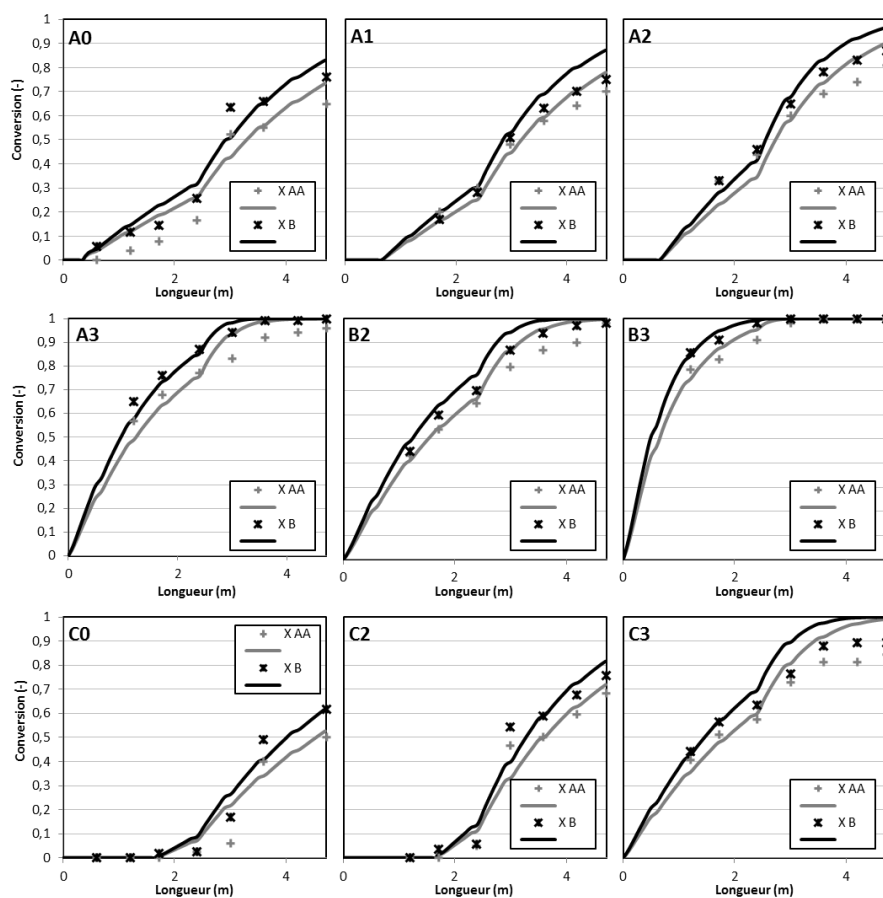 A0
Conversion (-)
1
0,9
0,8
0,7
0,6
0,5
0,4
0,3
0,2
0,1
0
X AA
X B
0 2 4
Longueur (m)
A1
X AA
X B
0 2 4
Longueur (m)
A2
X AA
X B
0 2 4
Longueur (m)
A3
Conversion (-)
1
0,9
0,8
0,7
0,6
0,5
0,4
0,3
0,2
0,1
0
X AA
X B
0 2 4
Longueur (m)
B2
X AA
X B
0 2 4
Longueur (m)
B3
X AA
X B
0 2 4
Longueur (m)
C0
Conversion (-)
1
0,9
0,8
0,7
0,6
0,5
0,4
0,3
0,2
0,1
0
X AA
X B
0 2 4
Longueur (m)
C2
X AA
X B
0 2 4
Longueur (m)
C3
X AA
X B
0 2 4
Longueur (m)